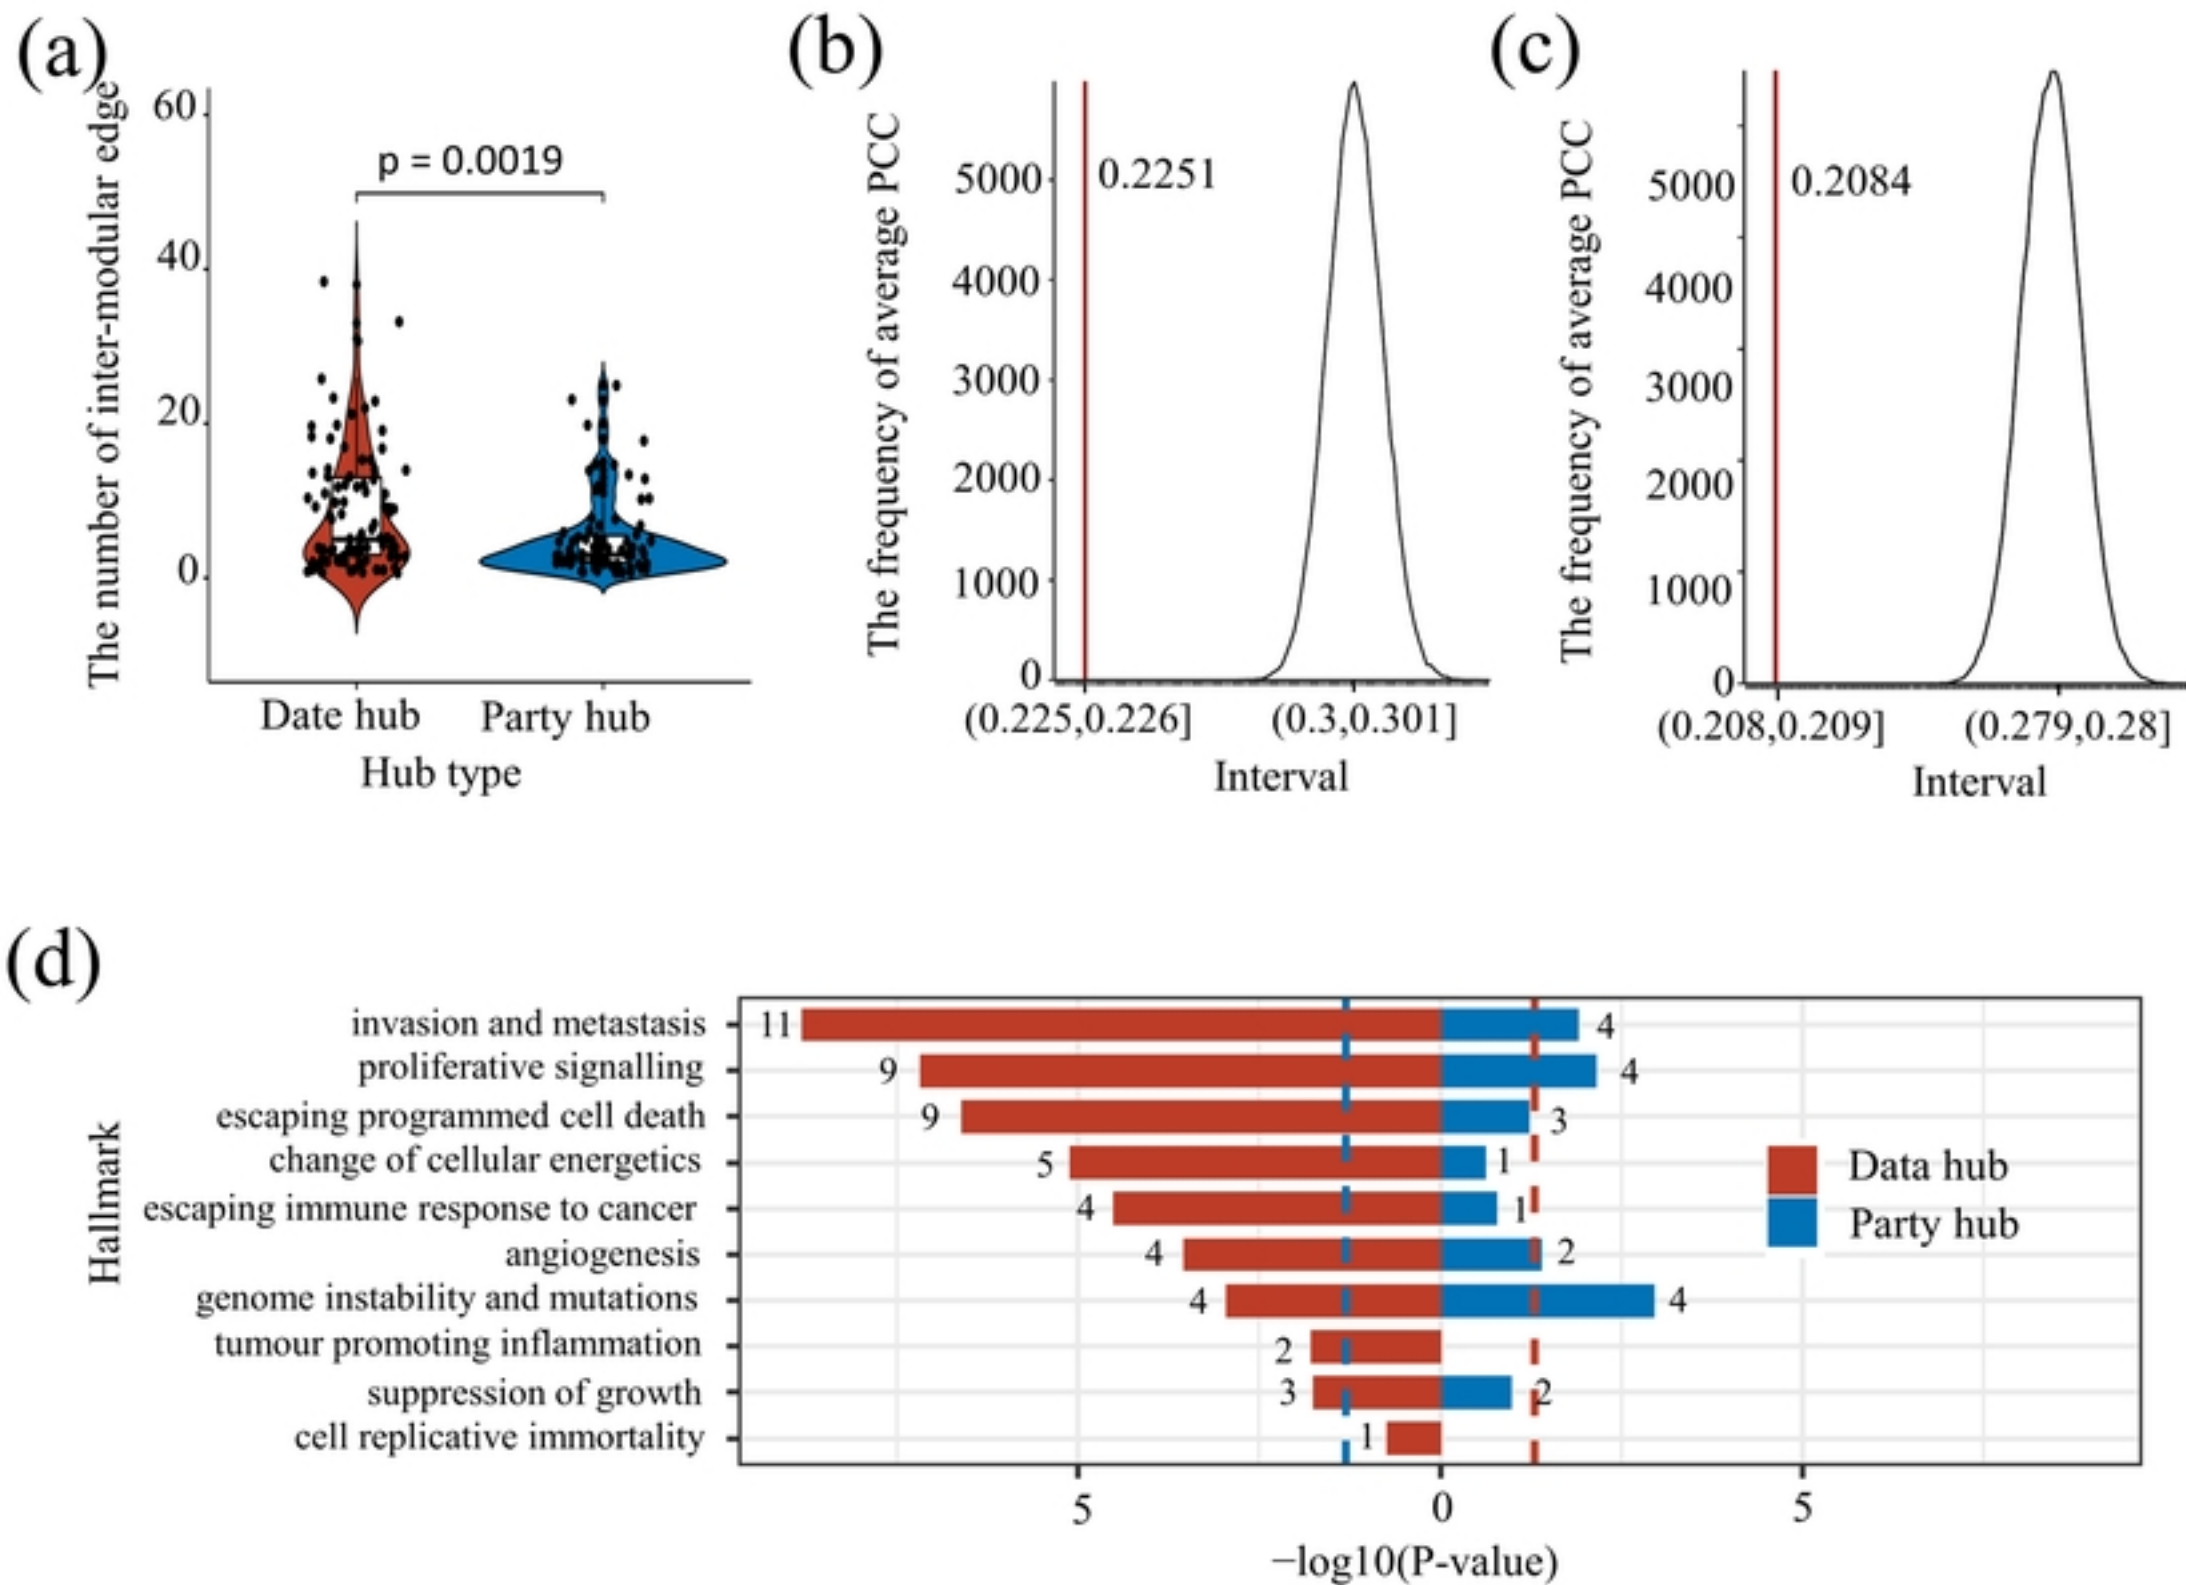 (a)
The number of inter-modular edge
60
40
20
0
p = 0.0019
Date hub
Party hub
Hub type
(b)
The frequency of average PCC
5000
4000
3000
2000
1000
0
0.2251
(0.225,0.226]
(0.3,0.301]
Interval
(c)
The frequency of average PCC
5000
4000
3000
2000
1000
0
0.2084
(0.208,0.209]
(0.279,0.28]
Interval
(d)
Hallmark
invasion and metastasis 11 4
proliferative signalling 9 4
escaping programmed cell death 9 3
change of cellular energetics 5 1
escaping immune response to cancer 4 1
angiogenesis 4 2
genome instability and mutations 4 4
tumour promoting inflammation 2
suppression of growth 3 2
cell replicative immortality 1
Data hub
Party hub
5 0 5
−log10(P-value)